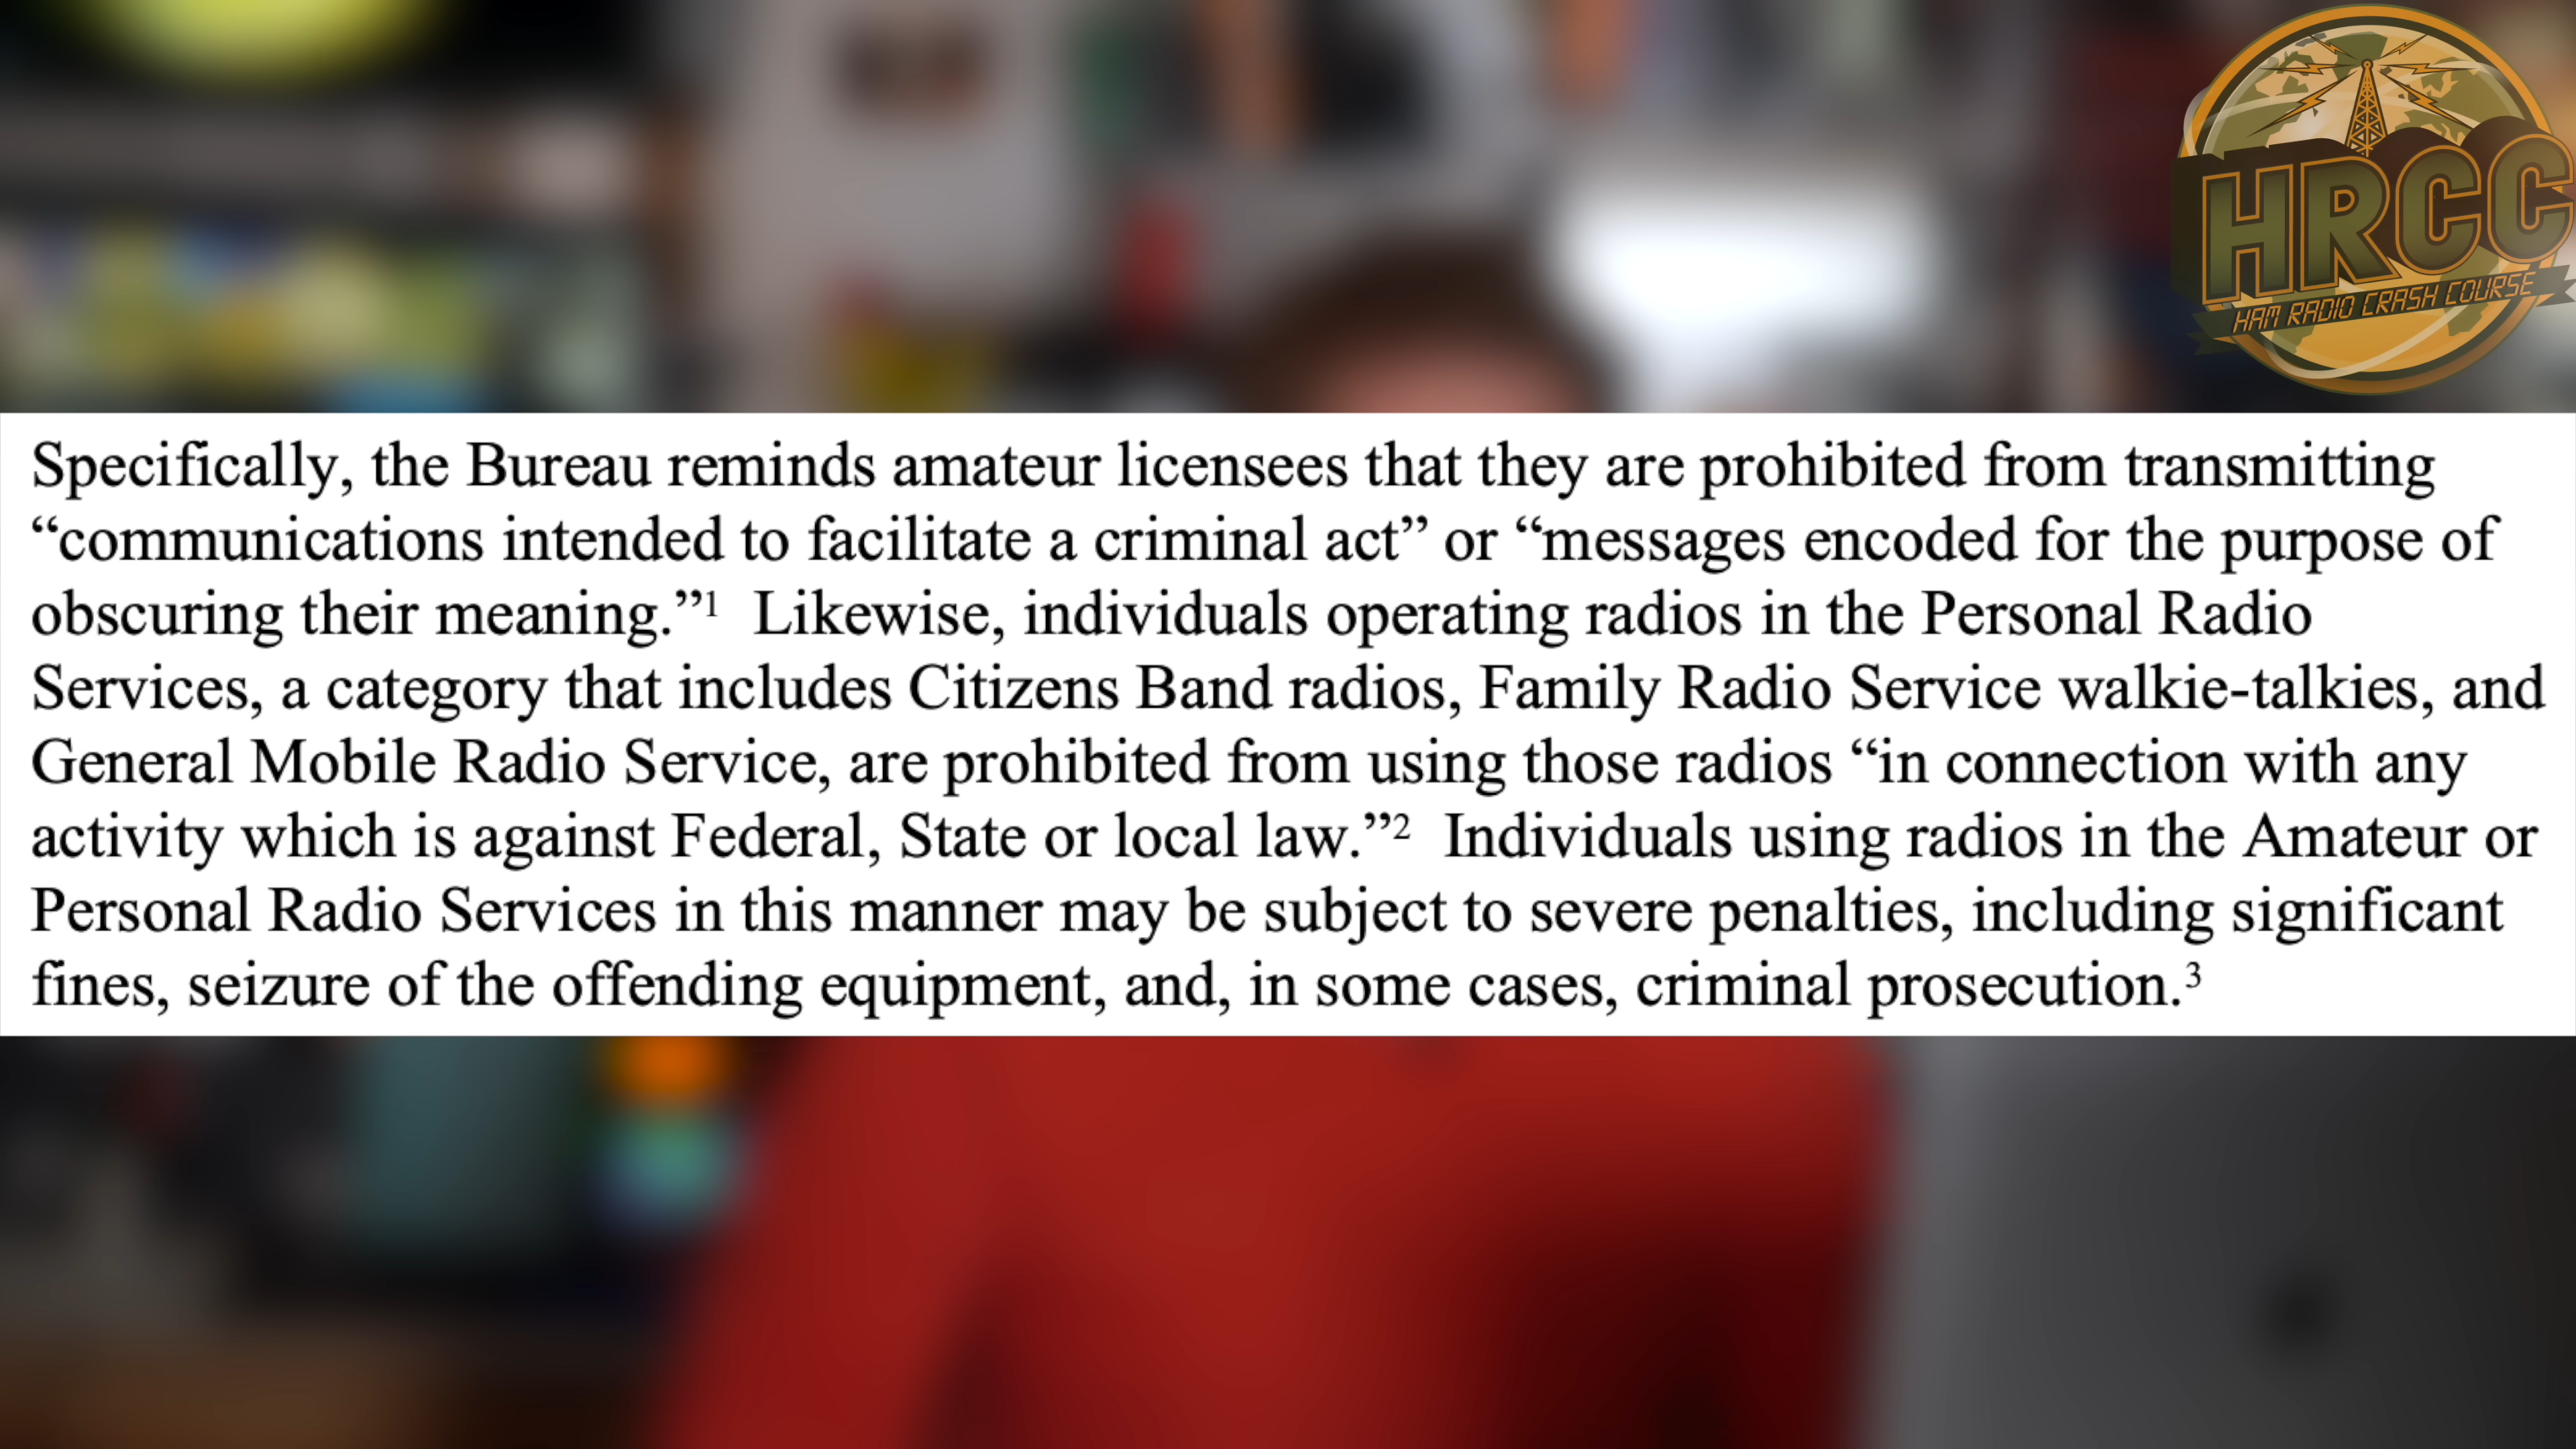 HRCC
HAM RADIO CRASH COURSE
Specifically, the Bureau reminds amateur licensees that they are prohibited from transmitting
“communications intended to facilitate a criminal act” or “messages encoded for the purpose of
obscuring their meaning.”¹ Likewise, individuals operating radios in the Personal Radio
Services, a category that includes Citizens Band radios, Family Radio Service walkie-talkies, and
General Mobile Radio Service, are prohibited from using those radios “in connection with any
activity which is against Federal, State or local law.”² Individuals using radios in the Amateur or
Personal Radio Services in this manner may be subject to severe penalties, including significant
fines, seizure of the offending equipment, and, in some cases, criminal prosecution.³